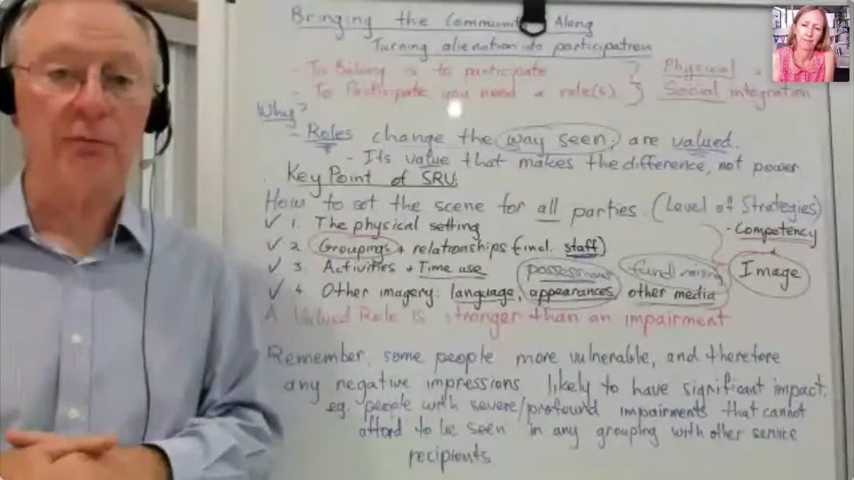 Bringing the Community Along
Turning alienation into participation
- To Belong is to participate
- To Participate you need a role(s)
Physical +
Social integration
Why?
- Roles change the way seen, are valued.
- Its value that makes the difference, not power
Key Point of SRV:
How to set the scene for all parties. (Level of Strategies)
✓ 1. The physical setting
✓ 2. Groupings + relationships (incl. staff)
✓ 3. Activities + Time use
✓ 4. Other imagery: language, appearances, other media
possessions
fund raising
- Competency
Image
A Valued Role is stronger than an impairment
Remember, some people more vulnerable, and therefore
any negative impressions likely to have significant impact.
eg. people with severe/profound impairments that cannot
afford to be seen in any grouping with other service
recipients.